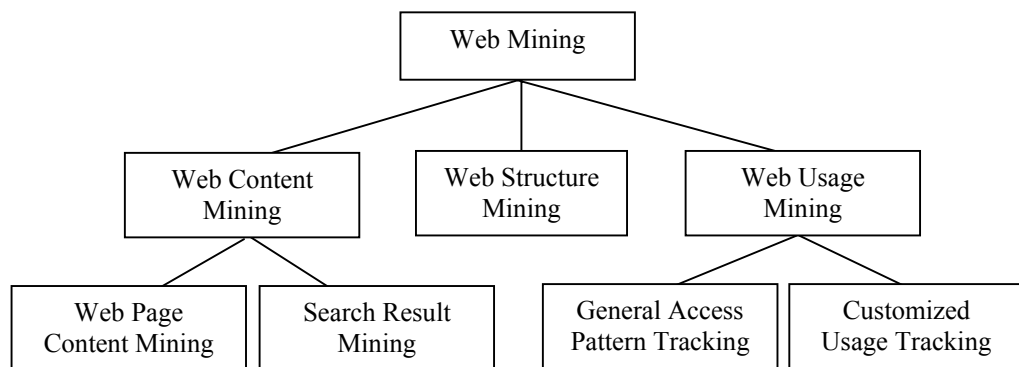 Web Mining
Web Content
Mining
Web Structure
Mining
Web Usage
Mining
Web Page
Content Mining
Search Result
Mining
General Access
Pattern Tracking
Customized
Usage Tracking